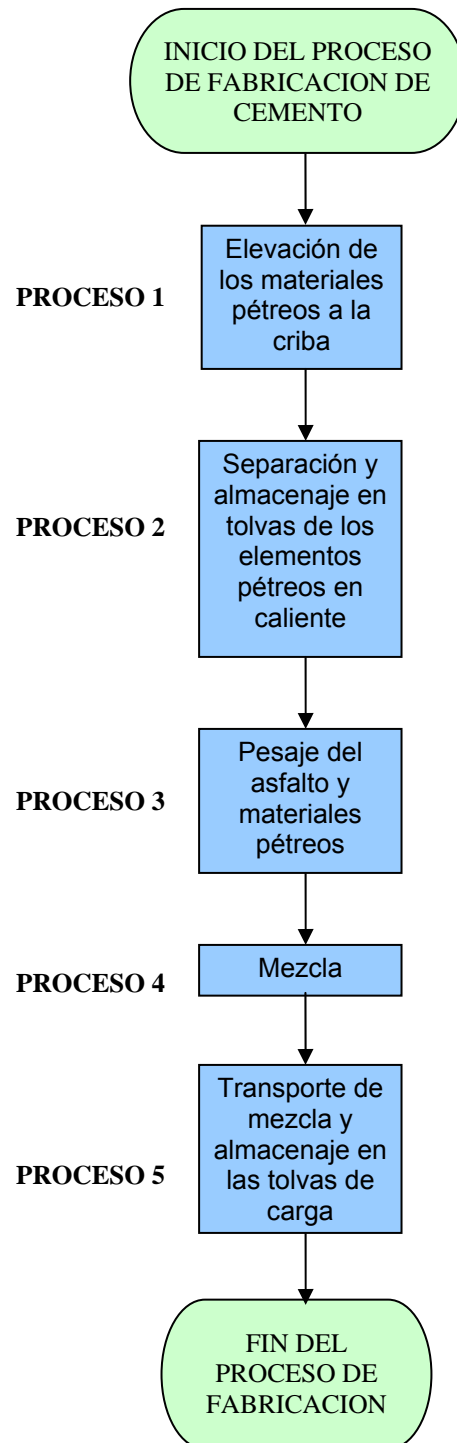 INICIO DEL PROCESO
DE FABRICACION DE
CEMENTO
PROCESO 1
Elevación de
los materiales
pétreos a la
criba
PROCESO 2
Separación y
almacenaje en
tolvas de los
elementos
pétreos en
caliente
PROCESO 3
Pesaje del
asfalto y
materiales
pétreos
PROCESO 4
Mezcla
PROCESO 5
Transporte de
mezcla y
almacenaje en
las tolvas de
carga
FIN DEL
PROCESO DE
FABRICACION